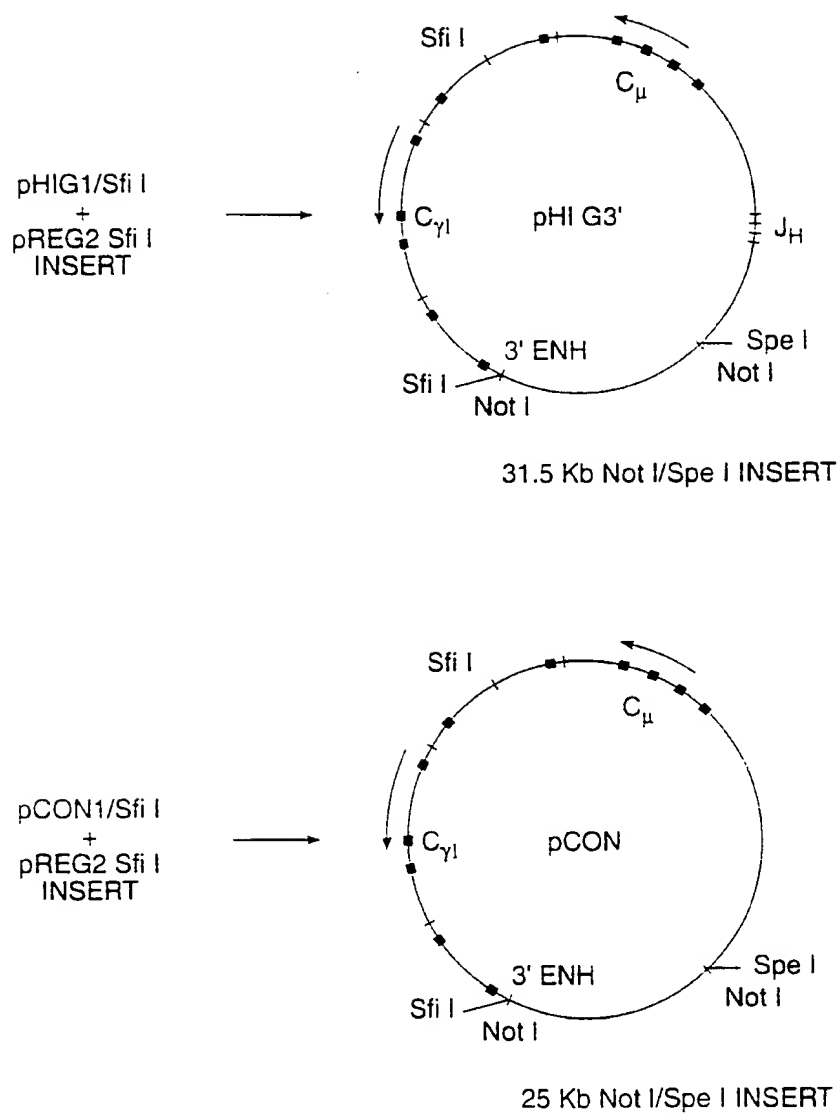 Sfi I
Cμ
pHIG1/Sfi I
+
pREG2 Sfi I
INSERT
Cγ1
pHI G3'
JH
3' ENH
Spe I
Sfi I
Not I
Not I
31.5 Kb Not I/Spe I INSERT
Sfi I
Cμ
pCON1/Sfi I
+
pREG2 Sfi I
INSERT
Cγ1
pCON
3' ENH
Spe I
Sfi I
Not I
Not I
25 Kb Not I/Spe I INSERT